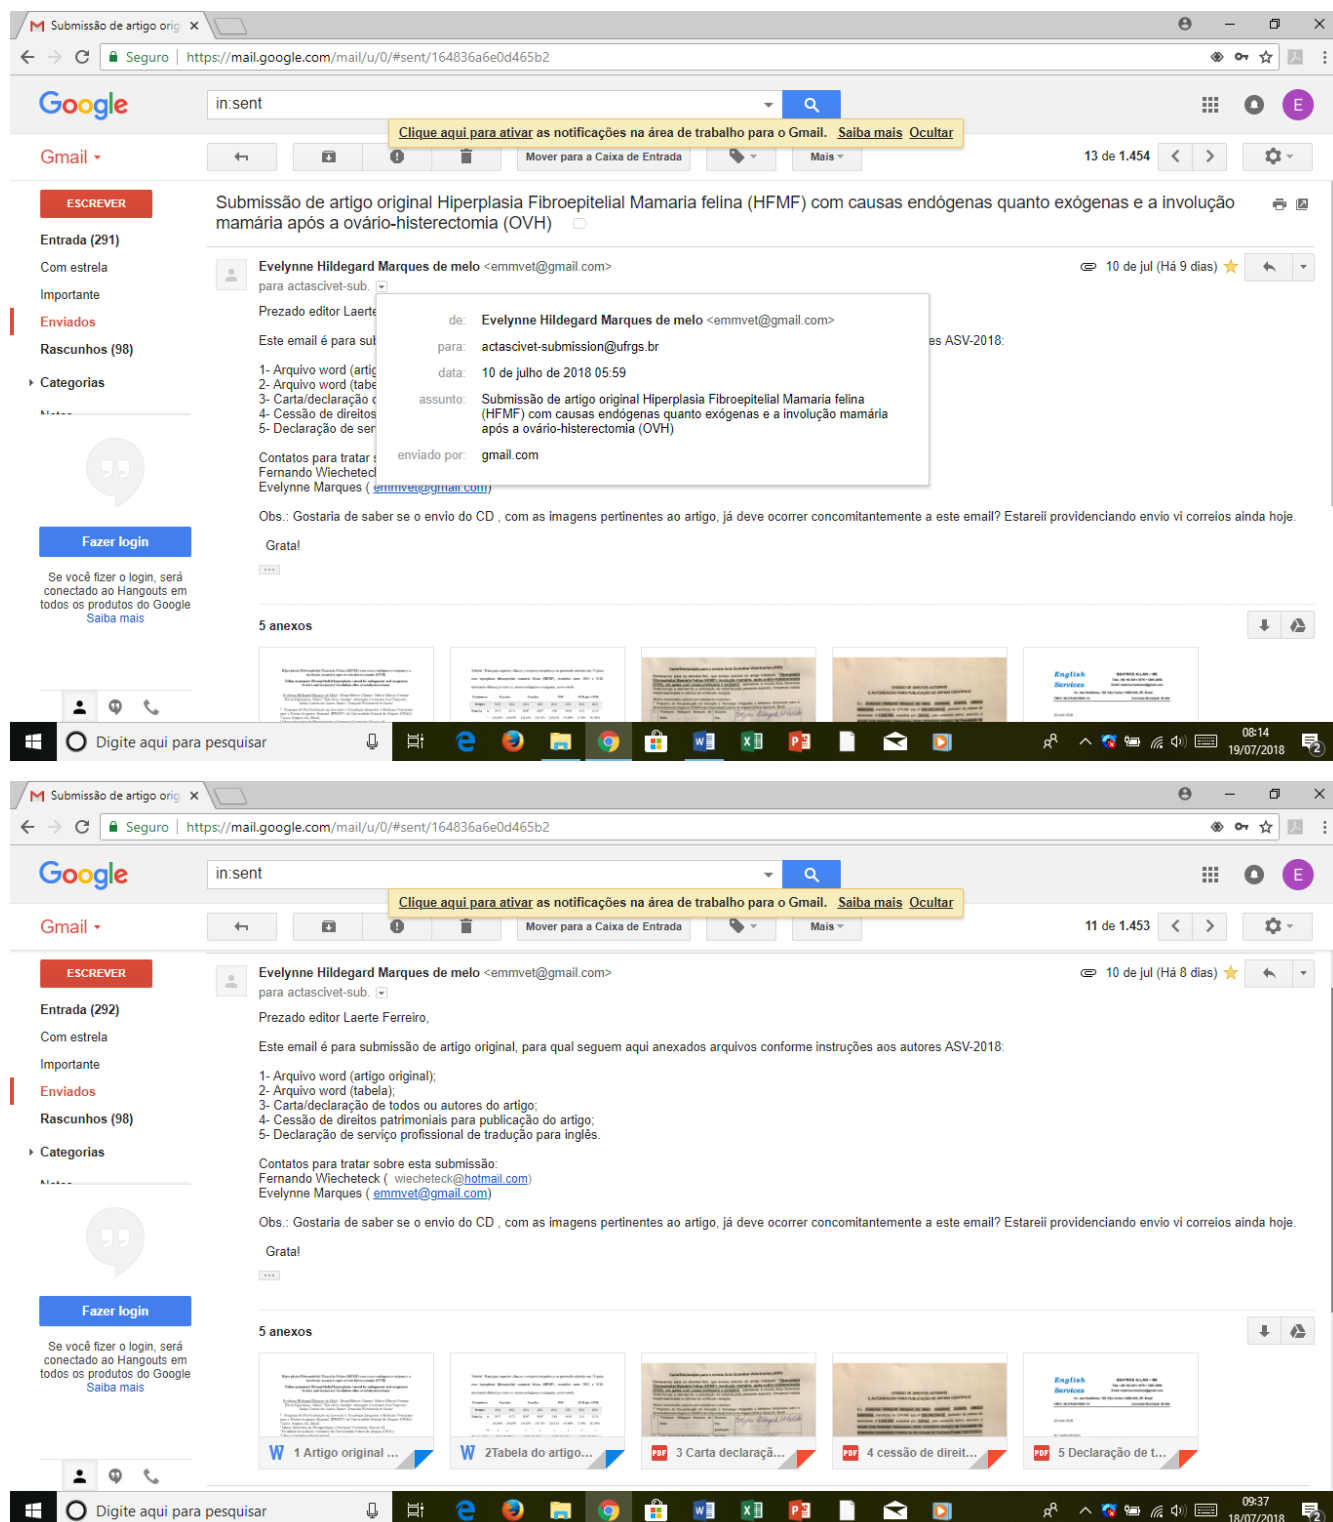 Submissão de artigo orig
Seguro | https://mail.google.com/mail/u/0/#sent/164836a6e0d465b2
Google
in:sent
E
Clique aqui para ativar as notificações na área de trabalho para o Gmail. Saiba mais Ocultar
Gmail
Mover para a Caixa de Entrada
Mais
13 de 1.454
ESCREVER
Entrada (291)
Com estrela
Importante
Enviados
Rascunhos (98)
Categorias
Submissão de artigo original Hiperplasia Fibroepitelial Mamaria felina (HFMF) com causas endógenas quanto exógenas e a involução
mamária após a ovário-histerectomia (OVH)
Evelynne Hildegard Marques de melo <emmvet@gmail.com>
10 de jul (Há 9 dias)
para actascivet-sub.
Prezado editor Laerte
Este email é para sub
es ASV-2018:
1- Arquivo word (artig
2- Arquivo word (tabe
3- Carta/declaração d
4- Cessão de direitos
5- Declaração de ser
Contatos para tratar s
Fernando Wiecheteck
Evelynne Marques ( emmvet@gmail.com)
de: Evelynne Hildegard Marques de melo <emmvet@gmail.com>
para: actascivet-submission@ufrgs.br
data: 10 de julho de 2018 05:59
assunto: Submissão de artigo original Hiperplasia Fibroepitelial Mamaria felina
(HFMF) com causas endógenas quanto exógenas e a involução mamária
após a ovário-histerectomia (OVH)
enviado por: gmail.com
Obs.: Gostaria de saber se o envio do CD , com as imagens pertinentes ao artigo, já deve ocorrer concomitantemente a este email? Estareii providenciando envio vi correios ainda hoje.
Grata!
Fazer login
Se você fizer o login, será
conectado ao Hangouts em
todos os produtos do Google
Saiba mais
5 anexos
English
Services
Digite aqui para pesquisar
08:14
19/07/2018
2
Submissão de artigo orig
Seguro | https://mail.google.com/mail/u/0/#sent/164836a6e0d465b2
Google
in:sent
E
Clique aqui para ativar as notificações na área de trabalho para o Gmail. Saiba mais Ocultar
Gmail
Mover para a Caixa de Entrada
Mais
11 de 1.453
ESCREVER
Entrada (292)
Com estrela
Importante
Enviados
Rascunhos (98)
Categorias
Evelynne Hildegard Marques de melo <emmvet@gmail.com>
10 de jul (Há 8 dias)
para actascivet-sub.
Prezado editor Laerte Ferreiro,
Este email é para submissão de artigo original, para qual seguem aqui anexados arquivos conforme instruções aos autores ASV-2018:
1- Arquivo word (artigo original);
2- Arquivo word (tabela);
3- Carta/declaração de todos ou autores do artigo;
4- Cessão de direitos patrimoniais para publicação do artigo;
5- Declaração de serviço profissional de tradução para inglês.
Contatos para tratar sobre esta submissão:
Fernando Wiecheteck ( wiecheteck@hotmail.com)
Evelynne Marques ( emmvet@gmail.com)
Obs.: Gostaria de saber se o envio do CD , com as imagens pertinentes ao artigo, já deve ocorrer concomitantemente a este email? Estareii providenciando envio vi correios ainda hoje.
Grata!
Fazer login
Se você fizer o login, será
conectado ao Hangouts em
todos os produtos do Google
Saiba mais
5 anexos
English
Services
W 1 Artigo original ...
W 2Tabela do artigo...
PDF 3 Carta declaraçã...
PDF 4 cessão de direit...
PDF 5 Declaração de t...
Digite aqui para pesquisar
09:37
18/07/2018
2